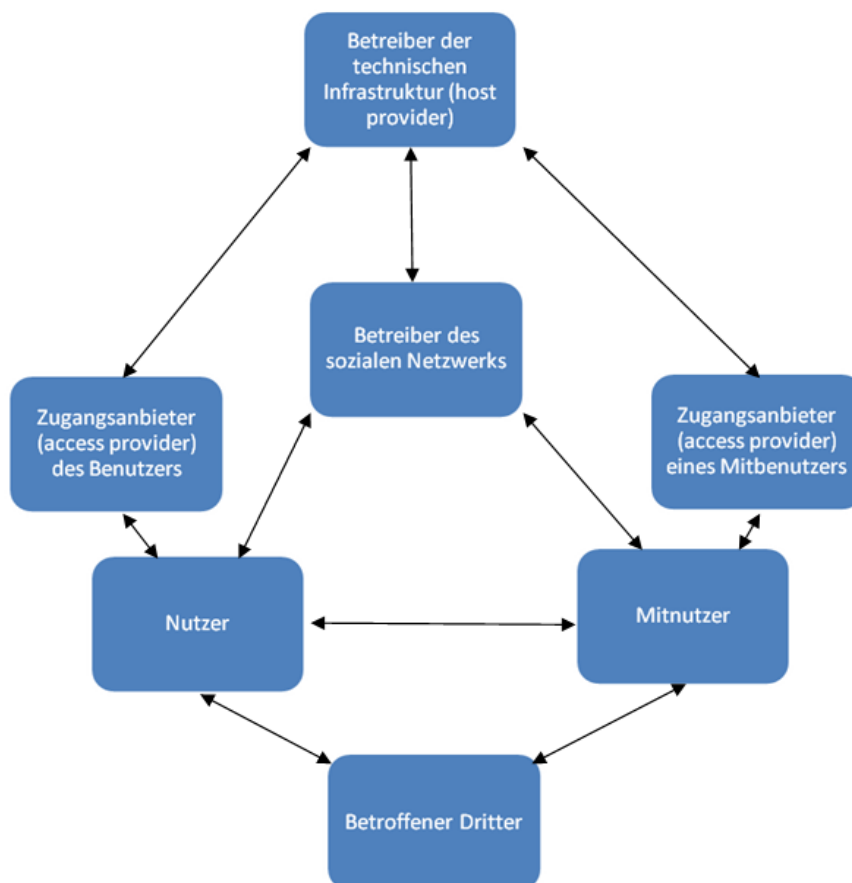 Betreiber der
technischen
Infrastruktur (host
provider)
Betreiber des
sozialen Netzwerks
Zugangsanbieter
(access provider)
des Benutzers
Zugangsanbieter
(access provider)
eines Mitbenutzers
Nutzer
Mitnutzer
Betroffener Dritter